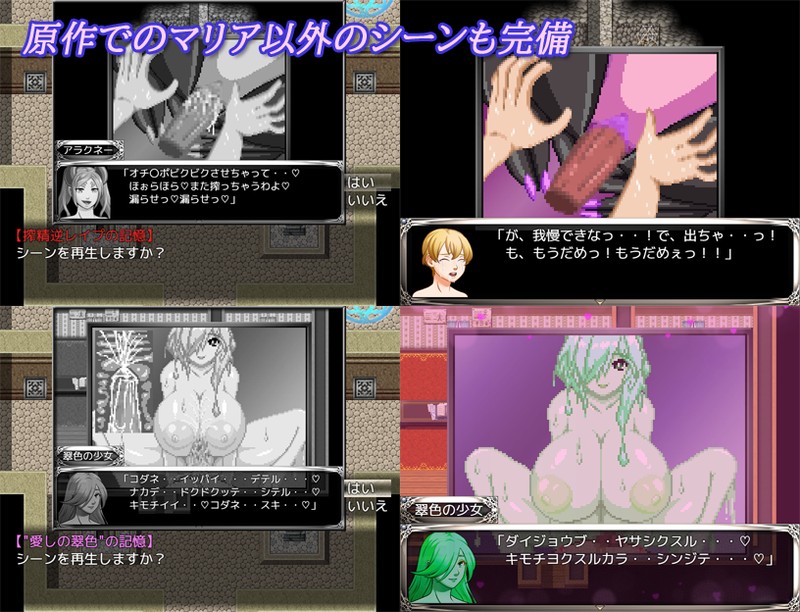 原作でのマリア以外のシーンも完備
アラクネー
「オチ〇ポビクビクさせちゃって・・♡
ほぉらほら♡また搾っちゃうわよ♡
漏らせっ♡漏らせっ♡」
はい
いいえ
【搾精逆レイプの記憶】
シーンを再生しますか？
「が、我慢できなっ・・！で、出ちゃ・・っ！
も、もうだめっ！もうだめぇっ！！」
翠色の少女
「コダネ・・イッパイ・・・デテル・・・♡
ナカデ・・ドクドクッテ・・シテル・・♡
キモチイイ・・♡コダネ・・スキ・・♡」
はい
いいえ
【"愛しの翠色"の記憶】
シーンを再生しますか？
翠色の少女
「ダイジョウブ・・ヤサシクスル・・・♡
キモチヨクスルカラ・・シンジテ・・・♡」